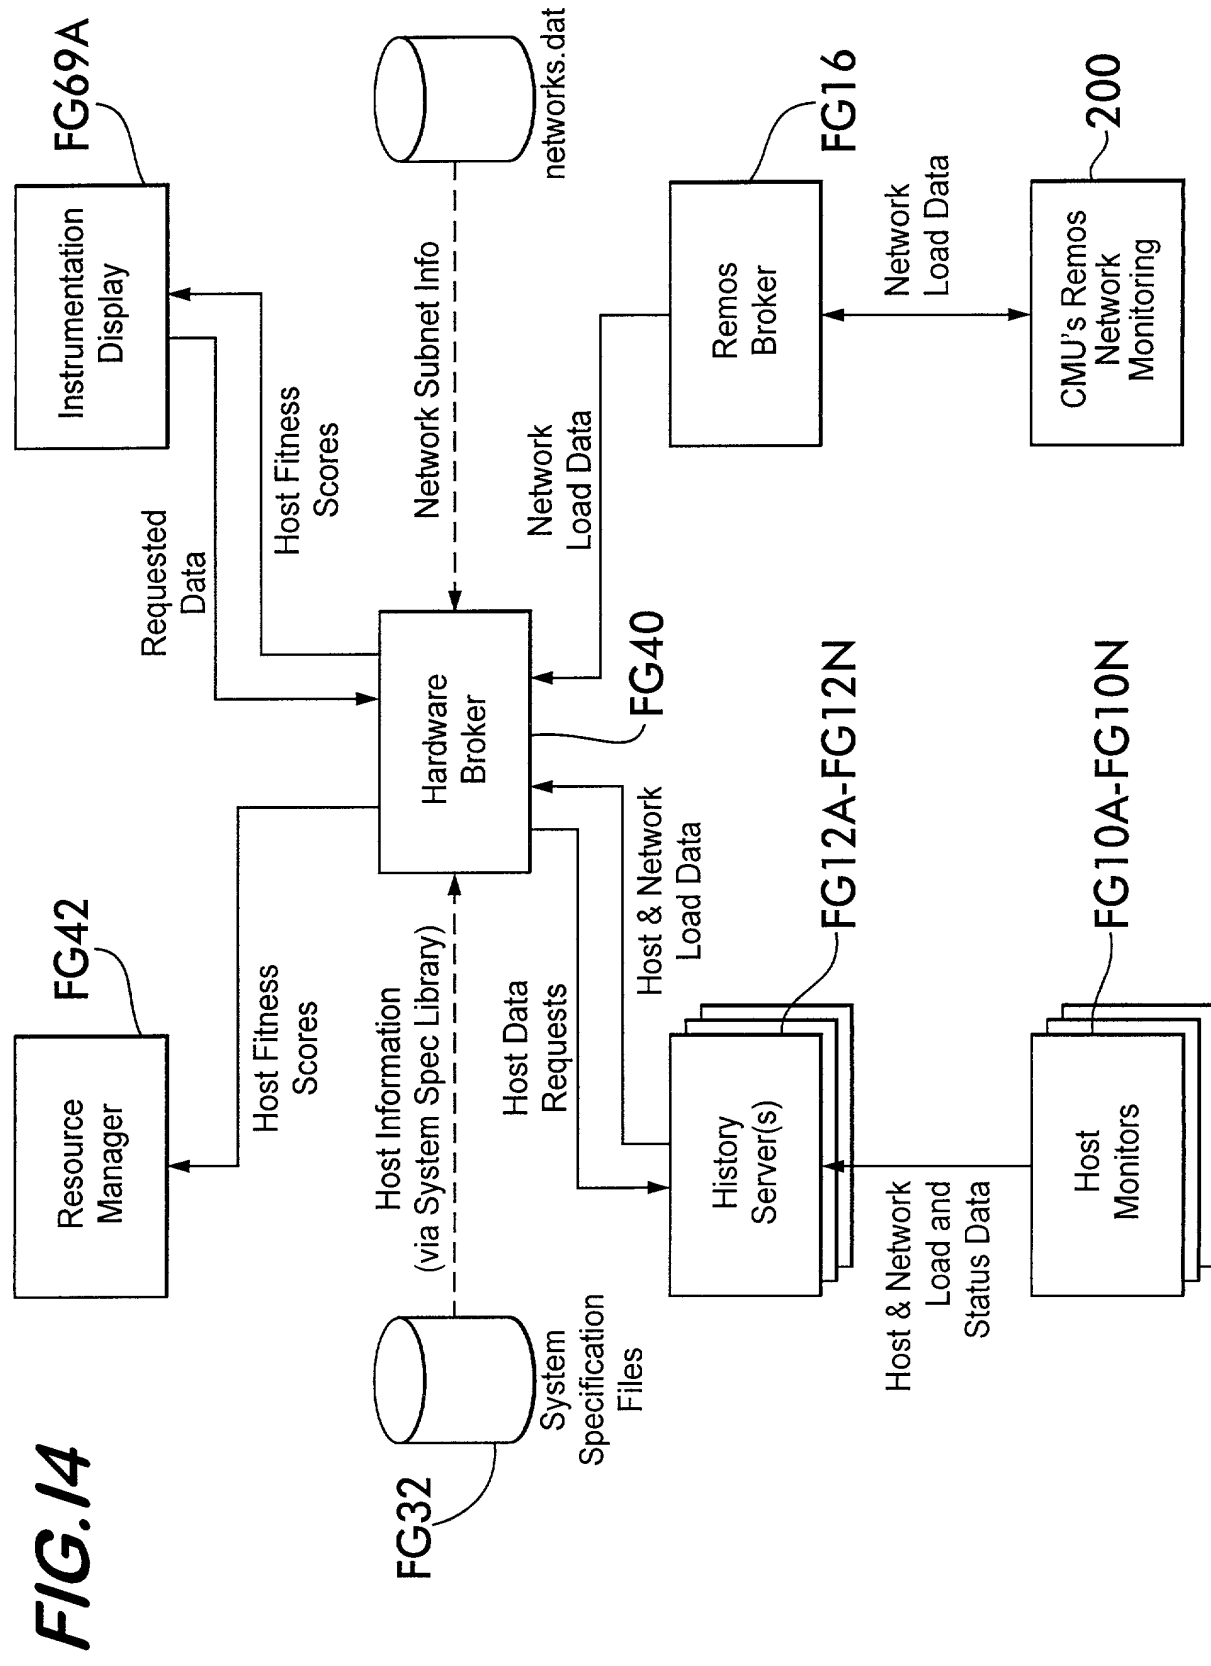 FIG.14
FG42
FG69A
Resource
Manager
Instrumentation
Display
Host Fitness
Scores
Requested
Data
Host Fitness
Scores
Host Information
(via System Spec Library)
Hardware
Broker
Network Subnet Info
networks.dat
FG32
System
Specification
Files
FG40
Host Data
Requests
Host & Network
Load Data
Network
Load Data
History
Server(s)
FG12A-FG12N
Remos
Broker
FG16
Host & Network
Load and
Status Data
Network
Load Data
Host
Monitors
FG10A-FG10N
CMU's Remos
Network
Monitoring
200